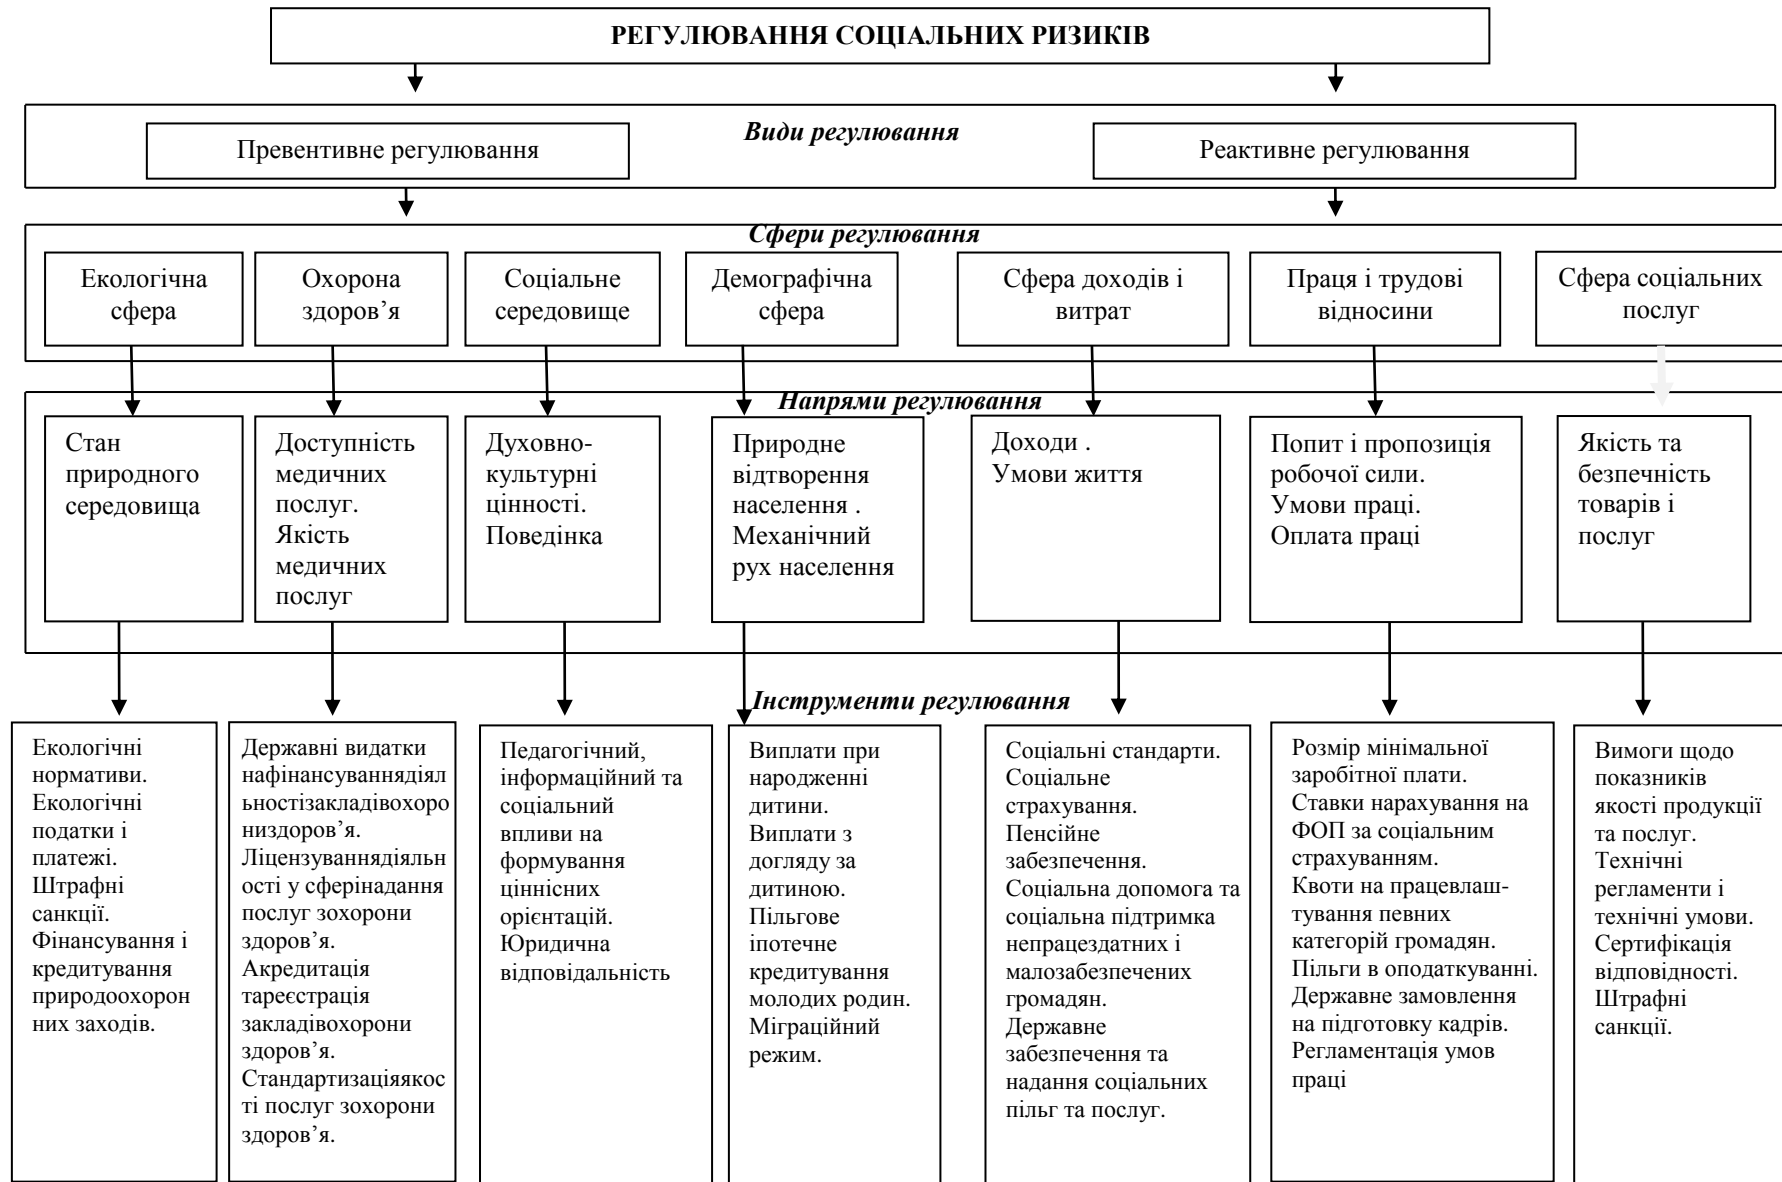 РЕГУЛЮВАННЯ СОЦІАЛЬНИХ РИЗИКІВ
Види регулювання
Превентивне регулювання
Реактивне регулювання
Сфери регулювання
Екологічна
сфера
Охорона
здоров’я
Соціальне
середовище
Демографічна
сфера
Сфера доходів і
витрат
Праця і трудові
відносини
Сфера соціальних
послуг
Напрями регулювання
Стан
природного
середовища
Доступність
медичних
послуг.
Якість
медичних
послуг
Духовно-
культурні
цінності.
Поведінка
Природне
відтворення
населення .
Механічний
рух населення
Доходи .
Умови життя
Попит і пропозиція
робочої сили.
Умови праці.
Оплата праці
Якість та
безпечність
товарів і
послуг
Інструменти регулювання
Екологічні
нормативи.
Екологічні
податки і
платежі.
Штрафні
санкції.
Фінансування і
кредитування
природоохорон
них заходів.
Державні видатки
нафінансуваннядіял
ьностізакладівохоро
низдоров’я.
Ліцензуваннядіяльн
ості у сферінадання
послуг зохорони
здоров’я.
Акредитація
тареєстрація
закладівохорони
здоров’я.
Стандартизаціяякос
ті послуг зохорони
здоров’я.
Педагогічний,
інформаційний та
соціальний
впливи на
формування
ціннісних
орієнтацій.
Юридична
відповідальність
Виплати при
народженні
дитини.
Виплати з
догляду за
дитиною.
Пільгове
іпотечне
кредитування
молодих родин.
Міграційний
режим.
Соціальні стандарти.
Соціальне
страхування.
Пенсійне
забезпечення.
Соціальна допомога та
соціальна підтримка
непрацездатних і
малозабезпечених
громадян.
Державне
забезпечення та
надання соціальних
пільг та послуг.
Розмір мінімальної
заробітної плати.
Ставки нарахування на
ФОП за соціальним
страхуванням.
Квоти на працевлаш-
тування певних
категорій громадян.
Пільги в оподаткуванні.
Державне замовлення
на підготовку кадрів.
Регламентація умов
праці
Вимоги щодо
показників
якості продукції
та послуг.
Технічні
регламенти і
технічні умови.
Сертифікація
відповідності.
Штрафні
санкції.